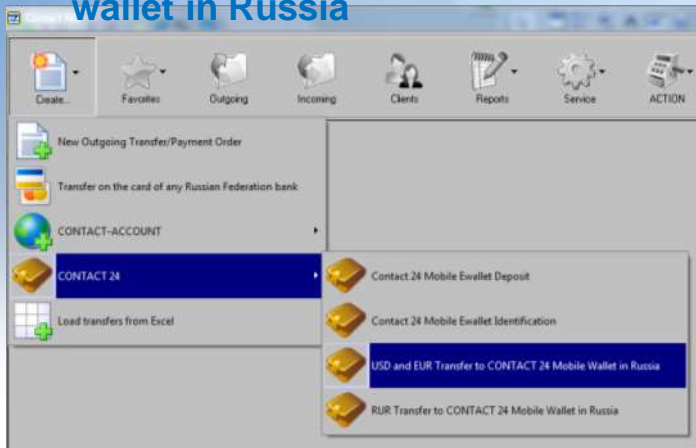 wallet in Russia
Create...
Favorites
Outgoing
Incoming
Clients
Reports
Service
ACTION
New Outgoing Transfer/Payment Order
Transfer on the card of any Russian Federation bank
CONTACT-ACCOUNT
CONTACT 24
Load transfers from Excel
Contact 24 Mobile Ewallet Deposit
Contact 24 Mobile Ewallet Identification
USD and EUR Transfer to CONTACT 24 Mobile Wallet in Russia
RUR Transfer to CONTACT 24 Mobile Wallet in Russia